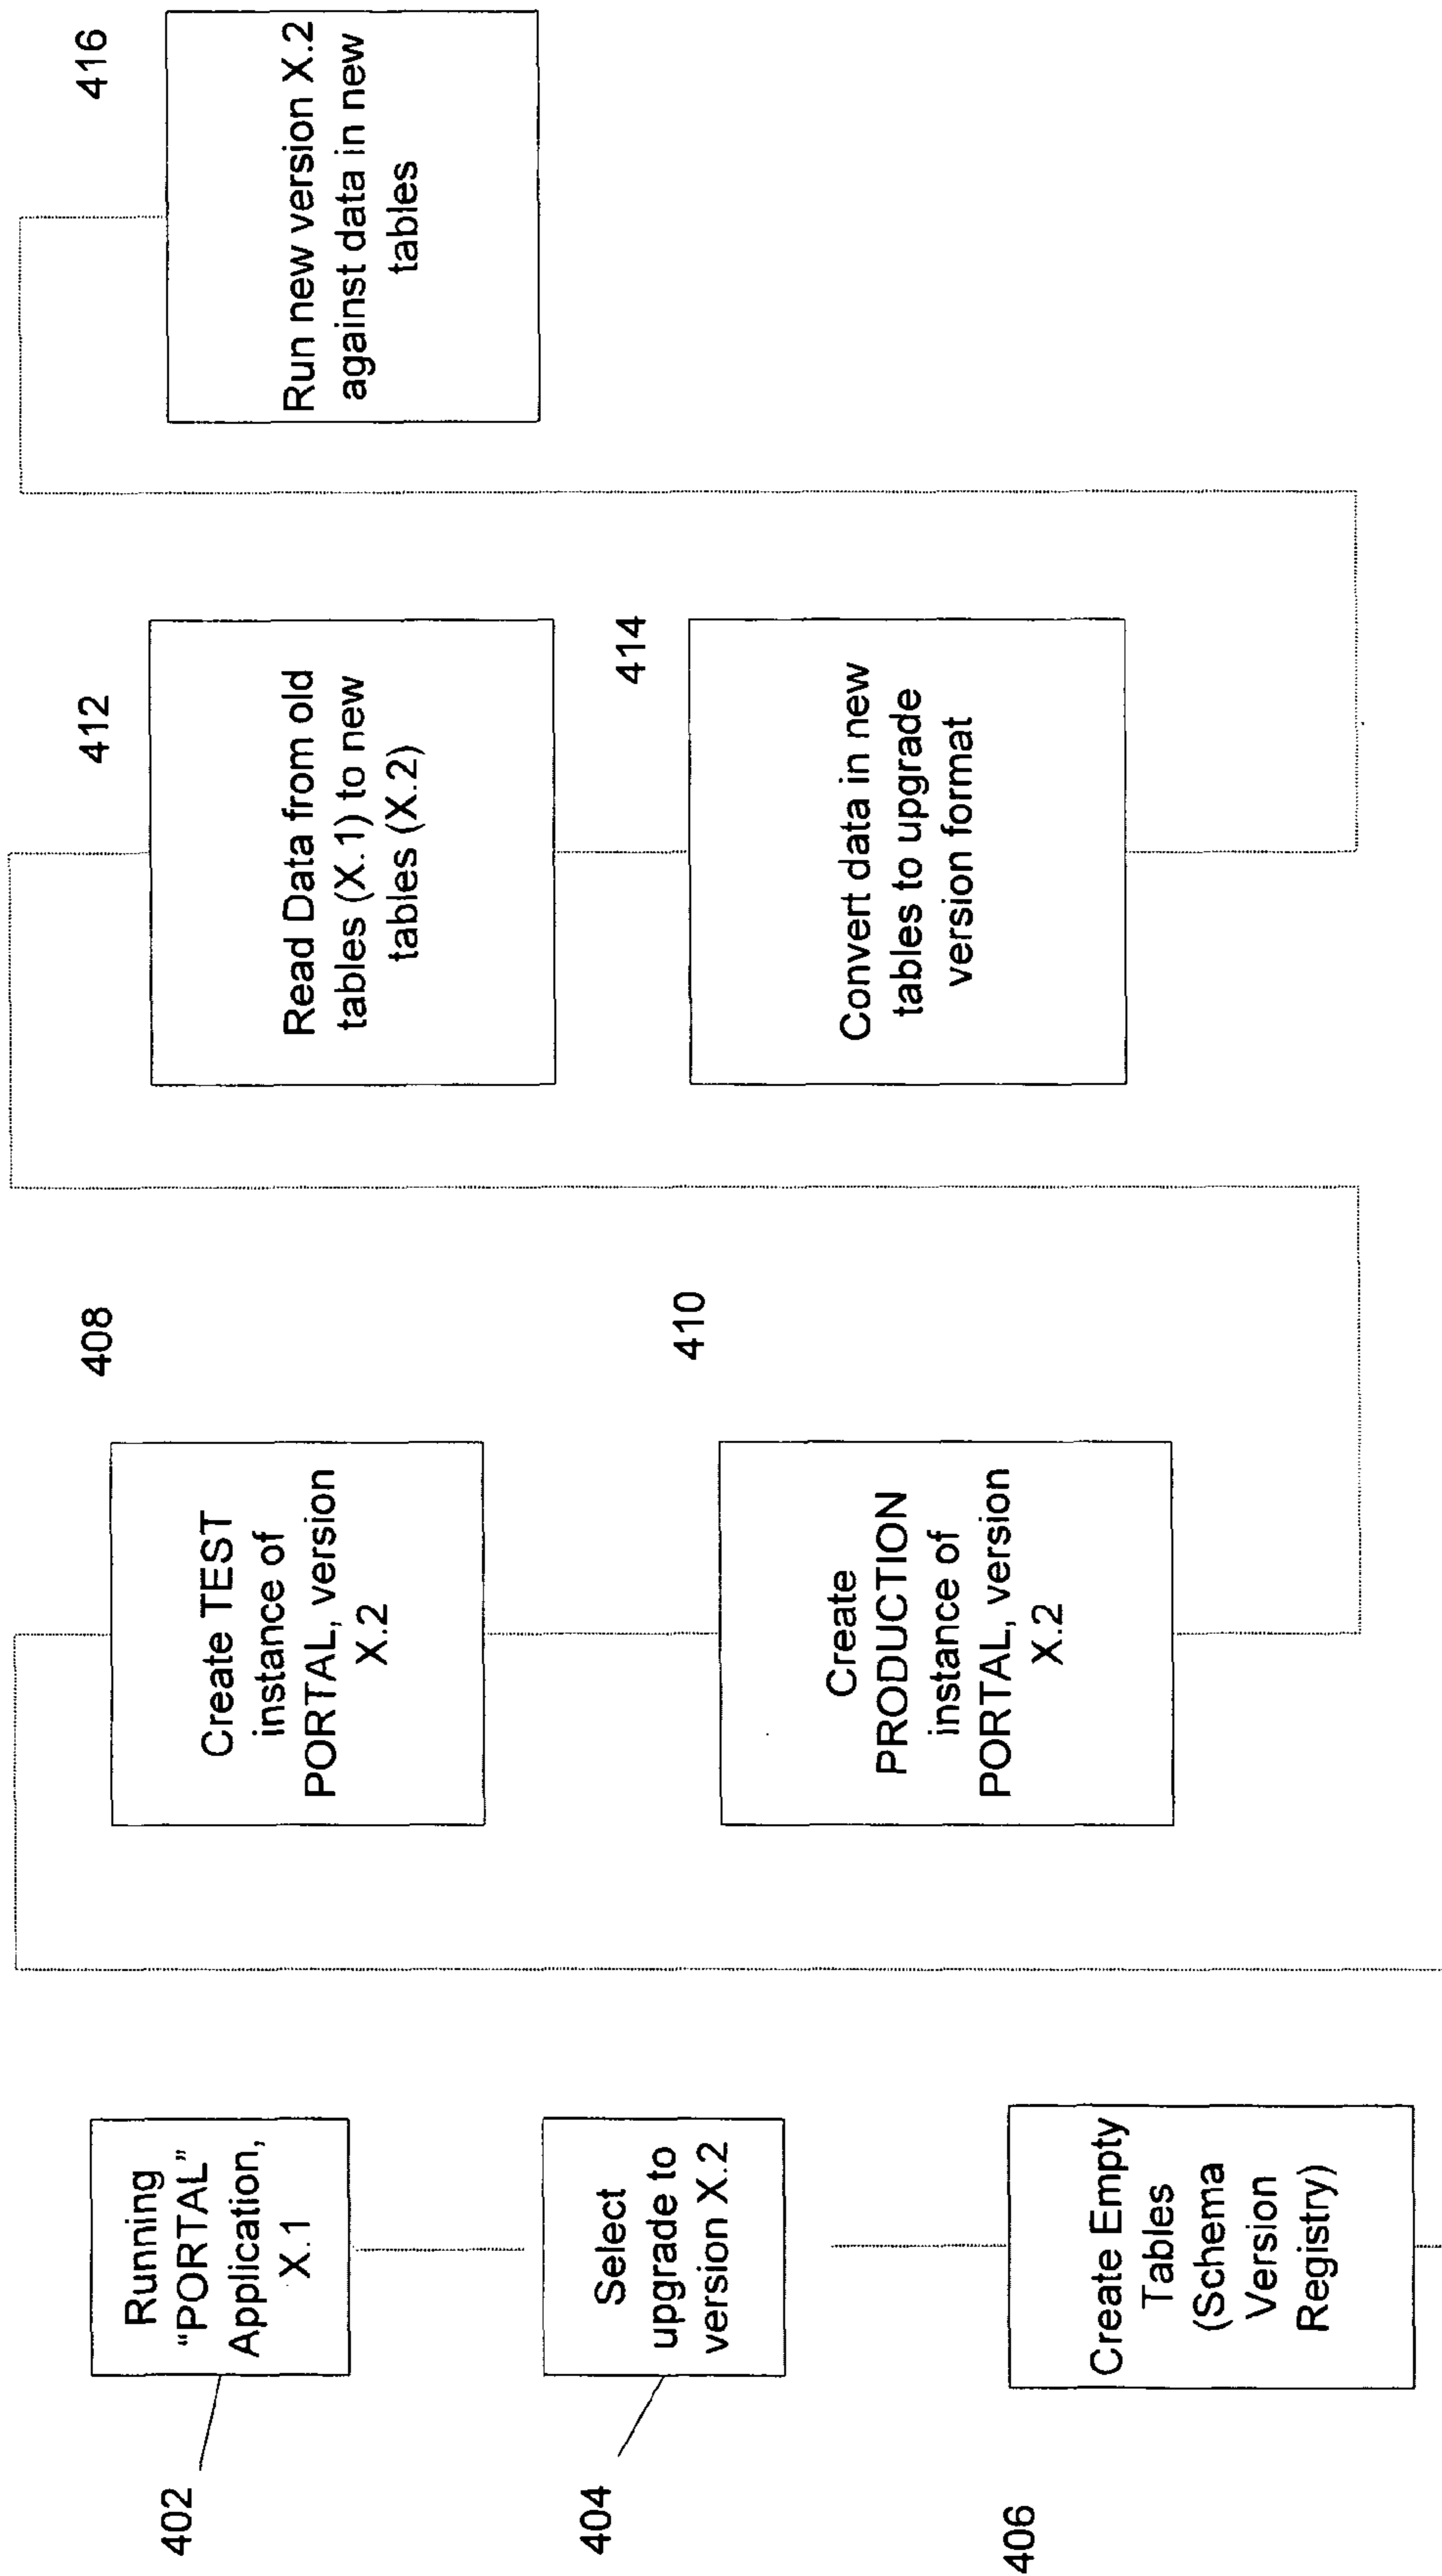 402
Running
“PORTAL”
Application,
X.1
404
Select
upgrade to
version X.2
406
Create Empty
Tables
(Schema
Version
Registry)
408
Create TEST
instance of
PORTAL, version
X.2
410
Create
PRODUCTION
instance of
PORTAL, version
X.2
412
Read Data from old
tables (X.1) to new
tables (X.2)
414
Convert data in new
tables to upgrade
version format
416
Run new version X.2
against data in new
tables